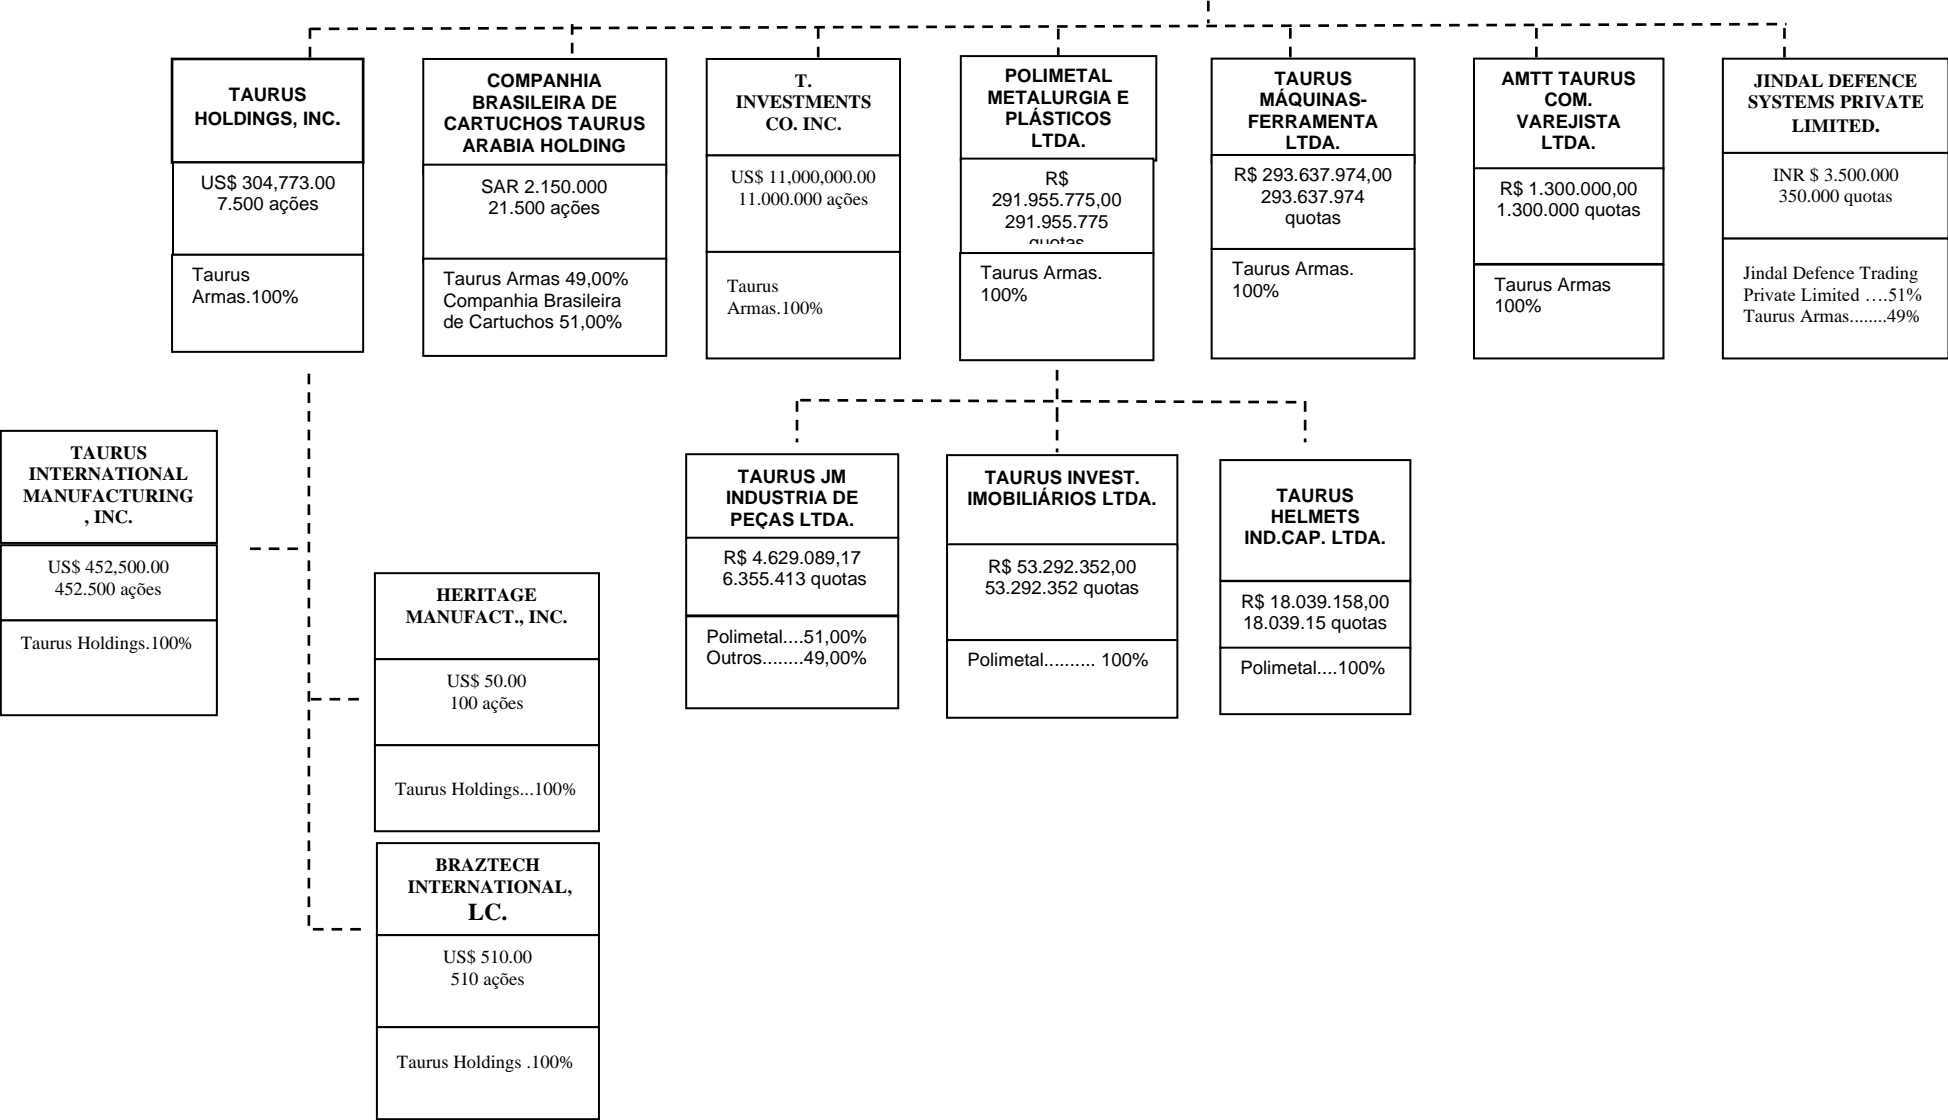 TAURUS
HOLDINGS, INC.
US$ 304,773.00
7.500 ações
Taurus
Armas.100%
COMPANHIA
BRASILEIRA DE
CARTUCHOS TAURUS
ARABIA HOLDING
SAR 2.150.000
21.500 ações
Taurus Armas 49,00%
Companhia Brasileira
de Cartuchos 51,00%
T.
INVESTMENTS
CO. INC.
US$ 11,000,000.00
11.000.000 ações
Taurus
Armas.100%
POLIMETAL
METALURGIA E
PLÁSTICOS
LTDA.
R$
291.955.775,00
291.955.775
quotas
Taurus Armas.
100%
TAURUS
MÁQUINAS-
FERRAMENTA
LTDA.
R$ 293.637.974,00
293.637.974
quotas
Taurus Armas.
100%
AMTT TAURUS
COM.
VAREJISTA
LTDA.
R$ 1.300.000,00
1.300.000 quotas
Taurus Armas
100%
JINDAL DEFENCE
SYSTEMS PRIVATE
LIMITED.
INR $ 3.500.000
350.000 quotas
Jindal Defence Trading
Private Limited ….51%
Taurus Armas........49%
TAURUS
INTERNATIONAL
MANUFACTURING
, INC.
US$ 452,500.00
452.500 ações
Taurus Holdings.100%
HERITAGE
MANUFACT., INC.
US$ 50.00
100 ações
Taurus Holdings...100%
BRAZTECH
INTERNATIONAL,
LC.
US$ 510.00
510 ações
Taurus Holdings .100%
TAURUS JM
INDUSTRIA DE
PEÇAS LTDA.
R$ 4.629.089,17
6.355.413 quotas
Polimetal....51,00%
Outros........49,00%
TAURUS INVEST.
IMOBILIÁRIOS LTDA.
R$ 53.292.352,00
53.292.352 quotas
Polimetal.......... 100%
TAURUS
HELMETS
IND.CAP. LTDA.
R$ 18.039.158,00
18.039.15 quotas
Polimetal....100%